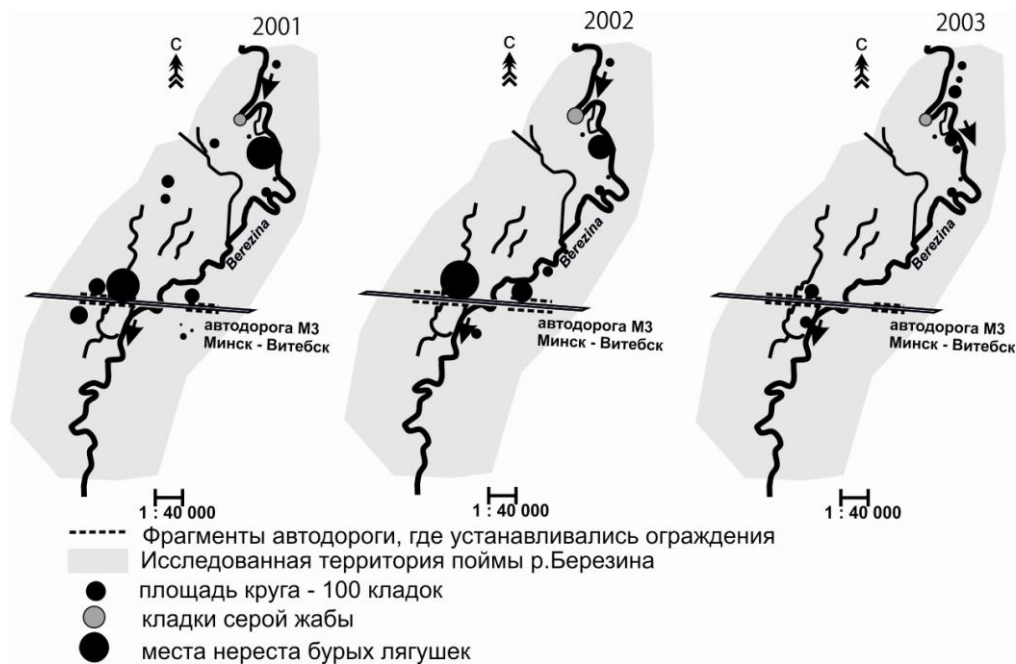 2001
С
Berezina
автодорога М3
Минск - Витебск
1 : 40 000
2002
С
Berezina
автодорога М3
Минск - Витебск
1 : 40 000
2003
С
Berezina
автодорога М3
Минск - Витебск
1 : 40 000
Фрагменты автодороги, где устанавливались ограждения
Исследованная территория поймы р.Березина
площадь круга - 100 кладок
кладки серой жабы
места нереста бурых лягушек